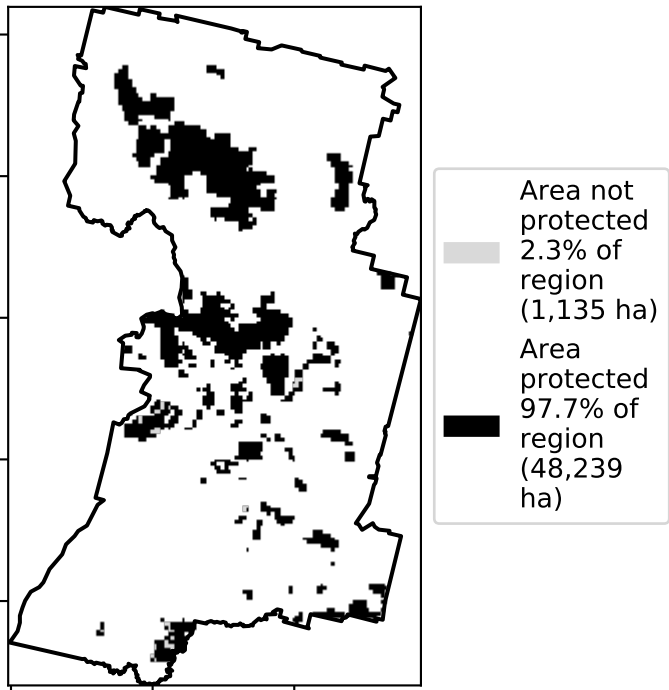 Area not
protected
2.3% of
region
(1,135 ha)
Area
protected
97.7% of
region
(48,239
ha)